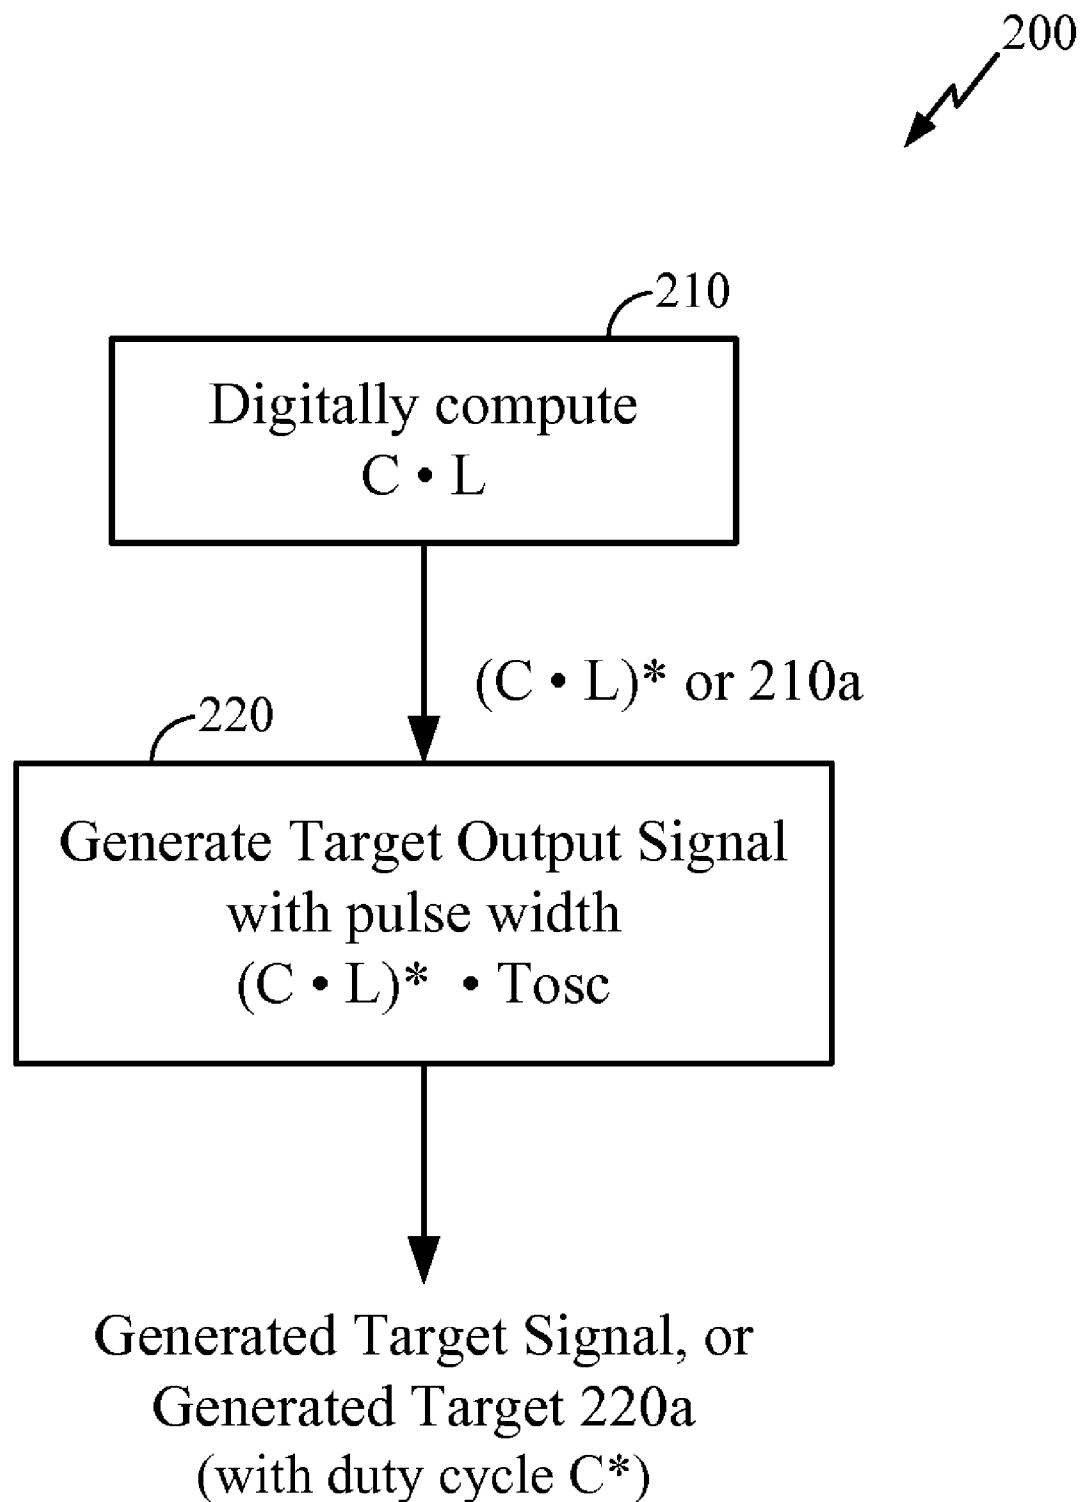 200
210
Digitally compute
C • L
(C • L)* or 210a
220
Generate Target Output Signal
with pulse width
(C • L)* • Tosc
Generated Target Signal, or
Generated Target 220a
(with duty cycle C*)